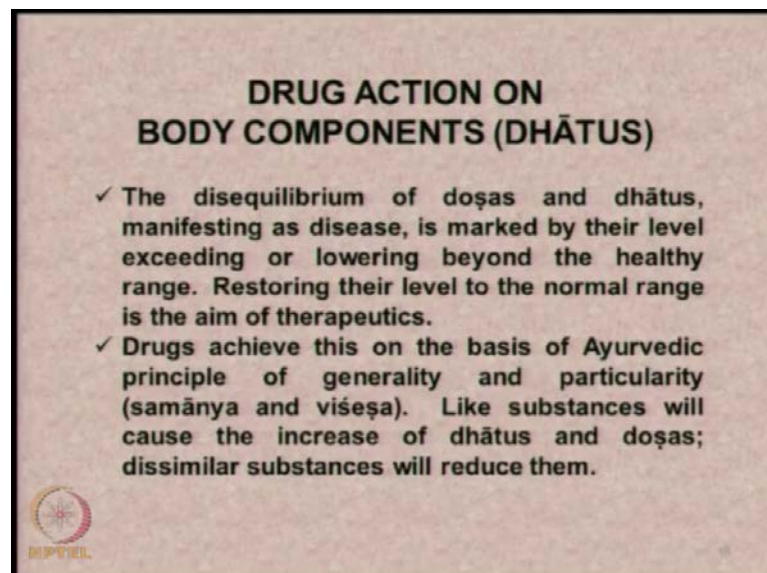 DRUG ACTION ON
BODY COMPONENTS (DHĀTUS)
✓ The disequilibrium of doṣas and dhātus,
manifesting as disease, is marked by their level
exceeding or lowering beyond the healthy
range. Restoring their level to the normal range
is the aim of therapeutics.
✓ Drugs achieve this on the basis of Ayurvedic
principle of generality and particularity
(samānya and viśeṣa). Like substances will
cause the increase of dhātus and doṣas;
dissimilar substances will reduce them.
NPTEL